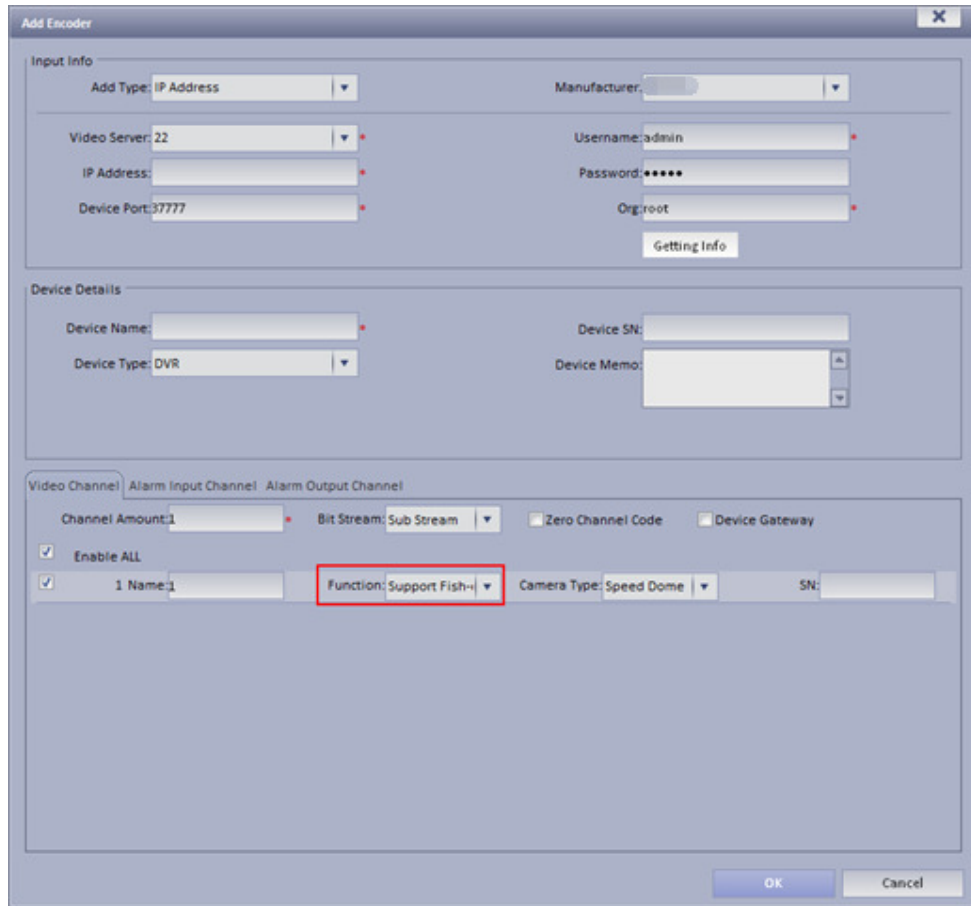 Add Encoder
Input Info
Add Type: IP Address Manufacturer:
Video Server: 22 * Username: admin *
IP Address: * Password: •••••
Device Port: 37777 * Org: root *
Getting Info
Device Details
Device Name: * Device SN:
Device Type: DVR Device Memo:
Video Channel Alarm Input Channel Alarm Output Channel
Channel Amount: 1 * Bit Stream: Sub Stream Zero Channel Code Device Gateway
Enable ALL
1 Name: 1 Function: Support Fish- Camera Type: Speed Dome SN:
OK Cancel